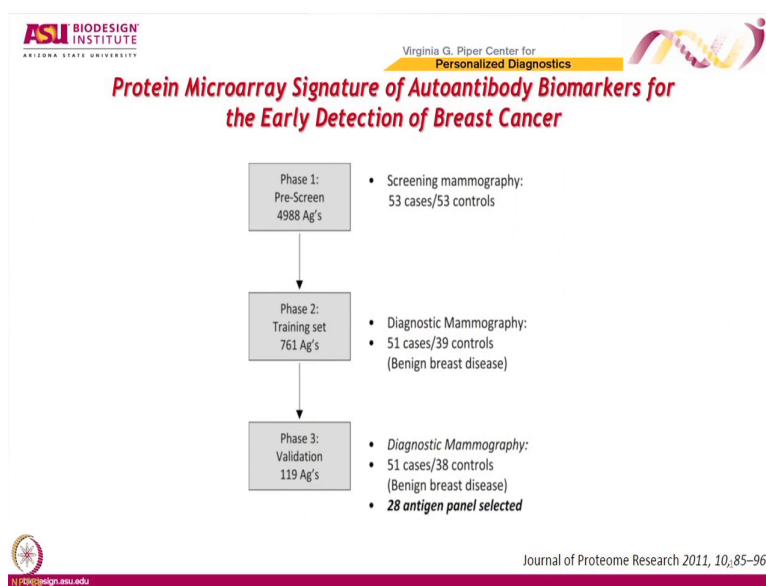 ASU BIODESIGN
INSTITUTE
ARIZONA STATE UNIVERSITY
Virginia G. Piper Center for
Personalized Diagnostics
Protein Microarray Signature of Autoantibody Biomarkers for
the Early Detection of Breast Cancer
Phase 1:
Pre-Screen
4988 Ag's
• Screening mammography:
53 cases/53 controls
Phase 2:
Training set
761 Ag's
• Diagnostic Mammography:
• 51 cases/39 controls
(Benign breast disease)
Phase 3:
Validation
119 Ag's
• Diagnostic Mammography:
• 51 cases/38 controls
(Benign breast disease)
• 28 antigen panel selected
Journal of Proteome Research 2011, 10, 85–96